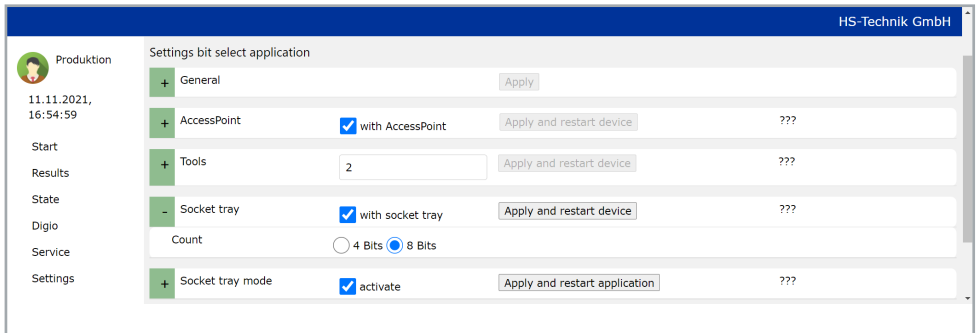 HS-Technik GmbH
Produktion
11.11.2021,
16:54:59
Start
Results
State
Digio
Service
Settings
Settings bit select application
+ General Apply
+ AccessPoint with AccessPoint Apply and restart device ???
+ Tools 2 Apply and restart device ???
- Socket tray with socket tray Apply and restart device ???
Count 4 Bits 8 Bits
+ Socket tray mode activate Apply and restart application ???